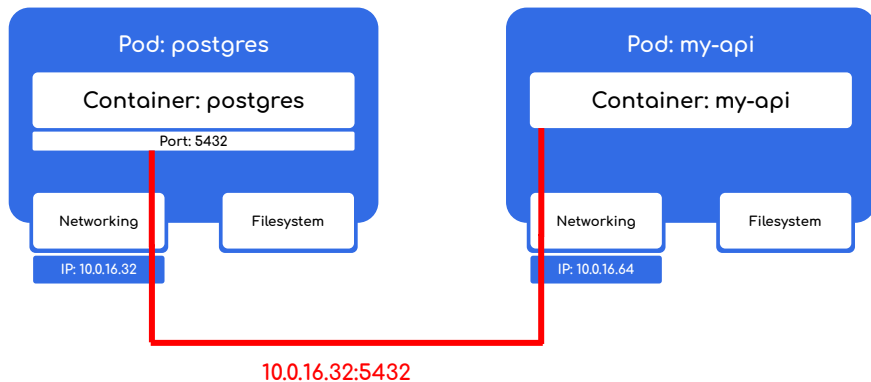 Pod: postgres
Container: postgres
Port: 5432
Networking
Filesystem
IP: 10.0.16.32
Pod: my-api
Container: my-api
Networking
Filesystem
IP: 10.0.16.64
10.0.16.32:5432